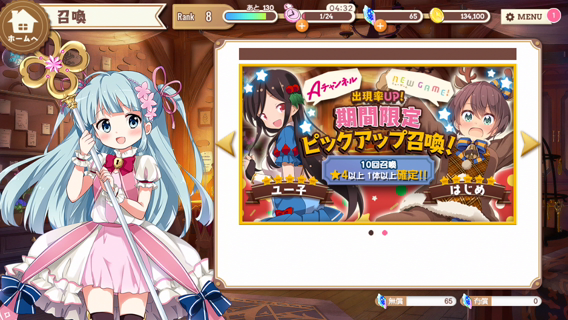 召喚
ホームへ
Rank 8
あと 130
1/24
04:32
65
134,100
MENU
1
Aチャンネル
NEW GAME!
出現率UP!
期間限定
ピックアップ召喚!
10回召喚
★4以上 1体以上確定!!
ユー子
はじめ
無償 65
有償 0